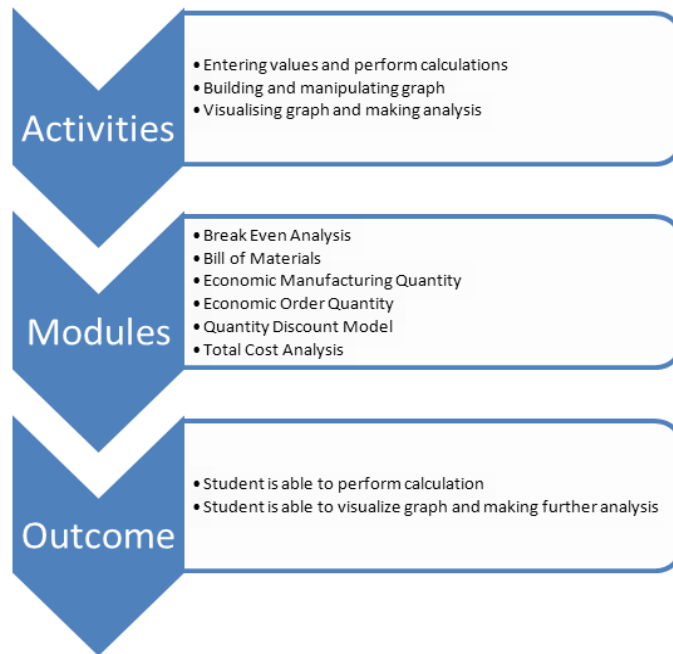 Activities
• Entering values and perform calculations
• Building and manipulating graph
• Visualising graph and making analysis
Modules
• Break Even Analysis
• Bill of Materials
• Economic Manufacturing Quantity
• Economic Order Quantity
• Quantity Discount Model
• Total Cost Analysis
Outcome
• Student is able to perform calculation
• Student is able to visualize graph and making further analysis